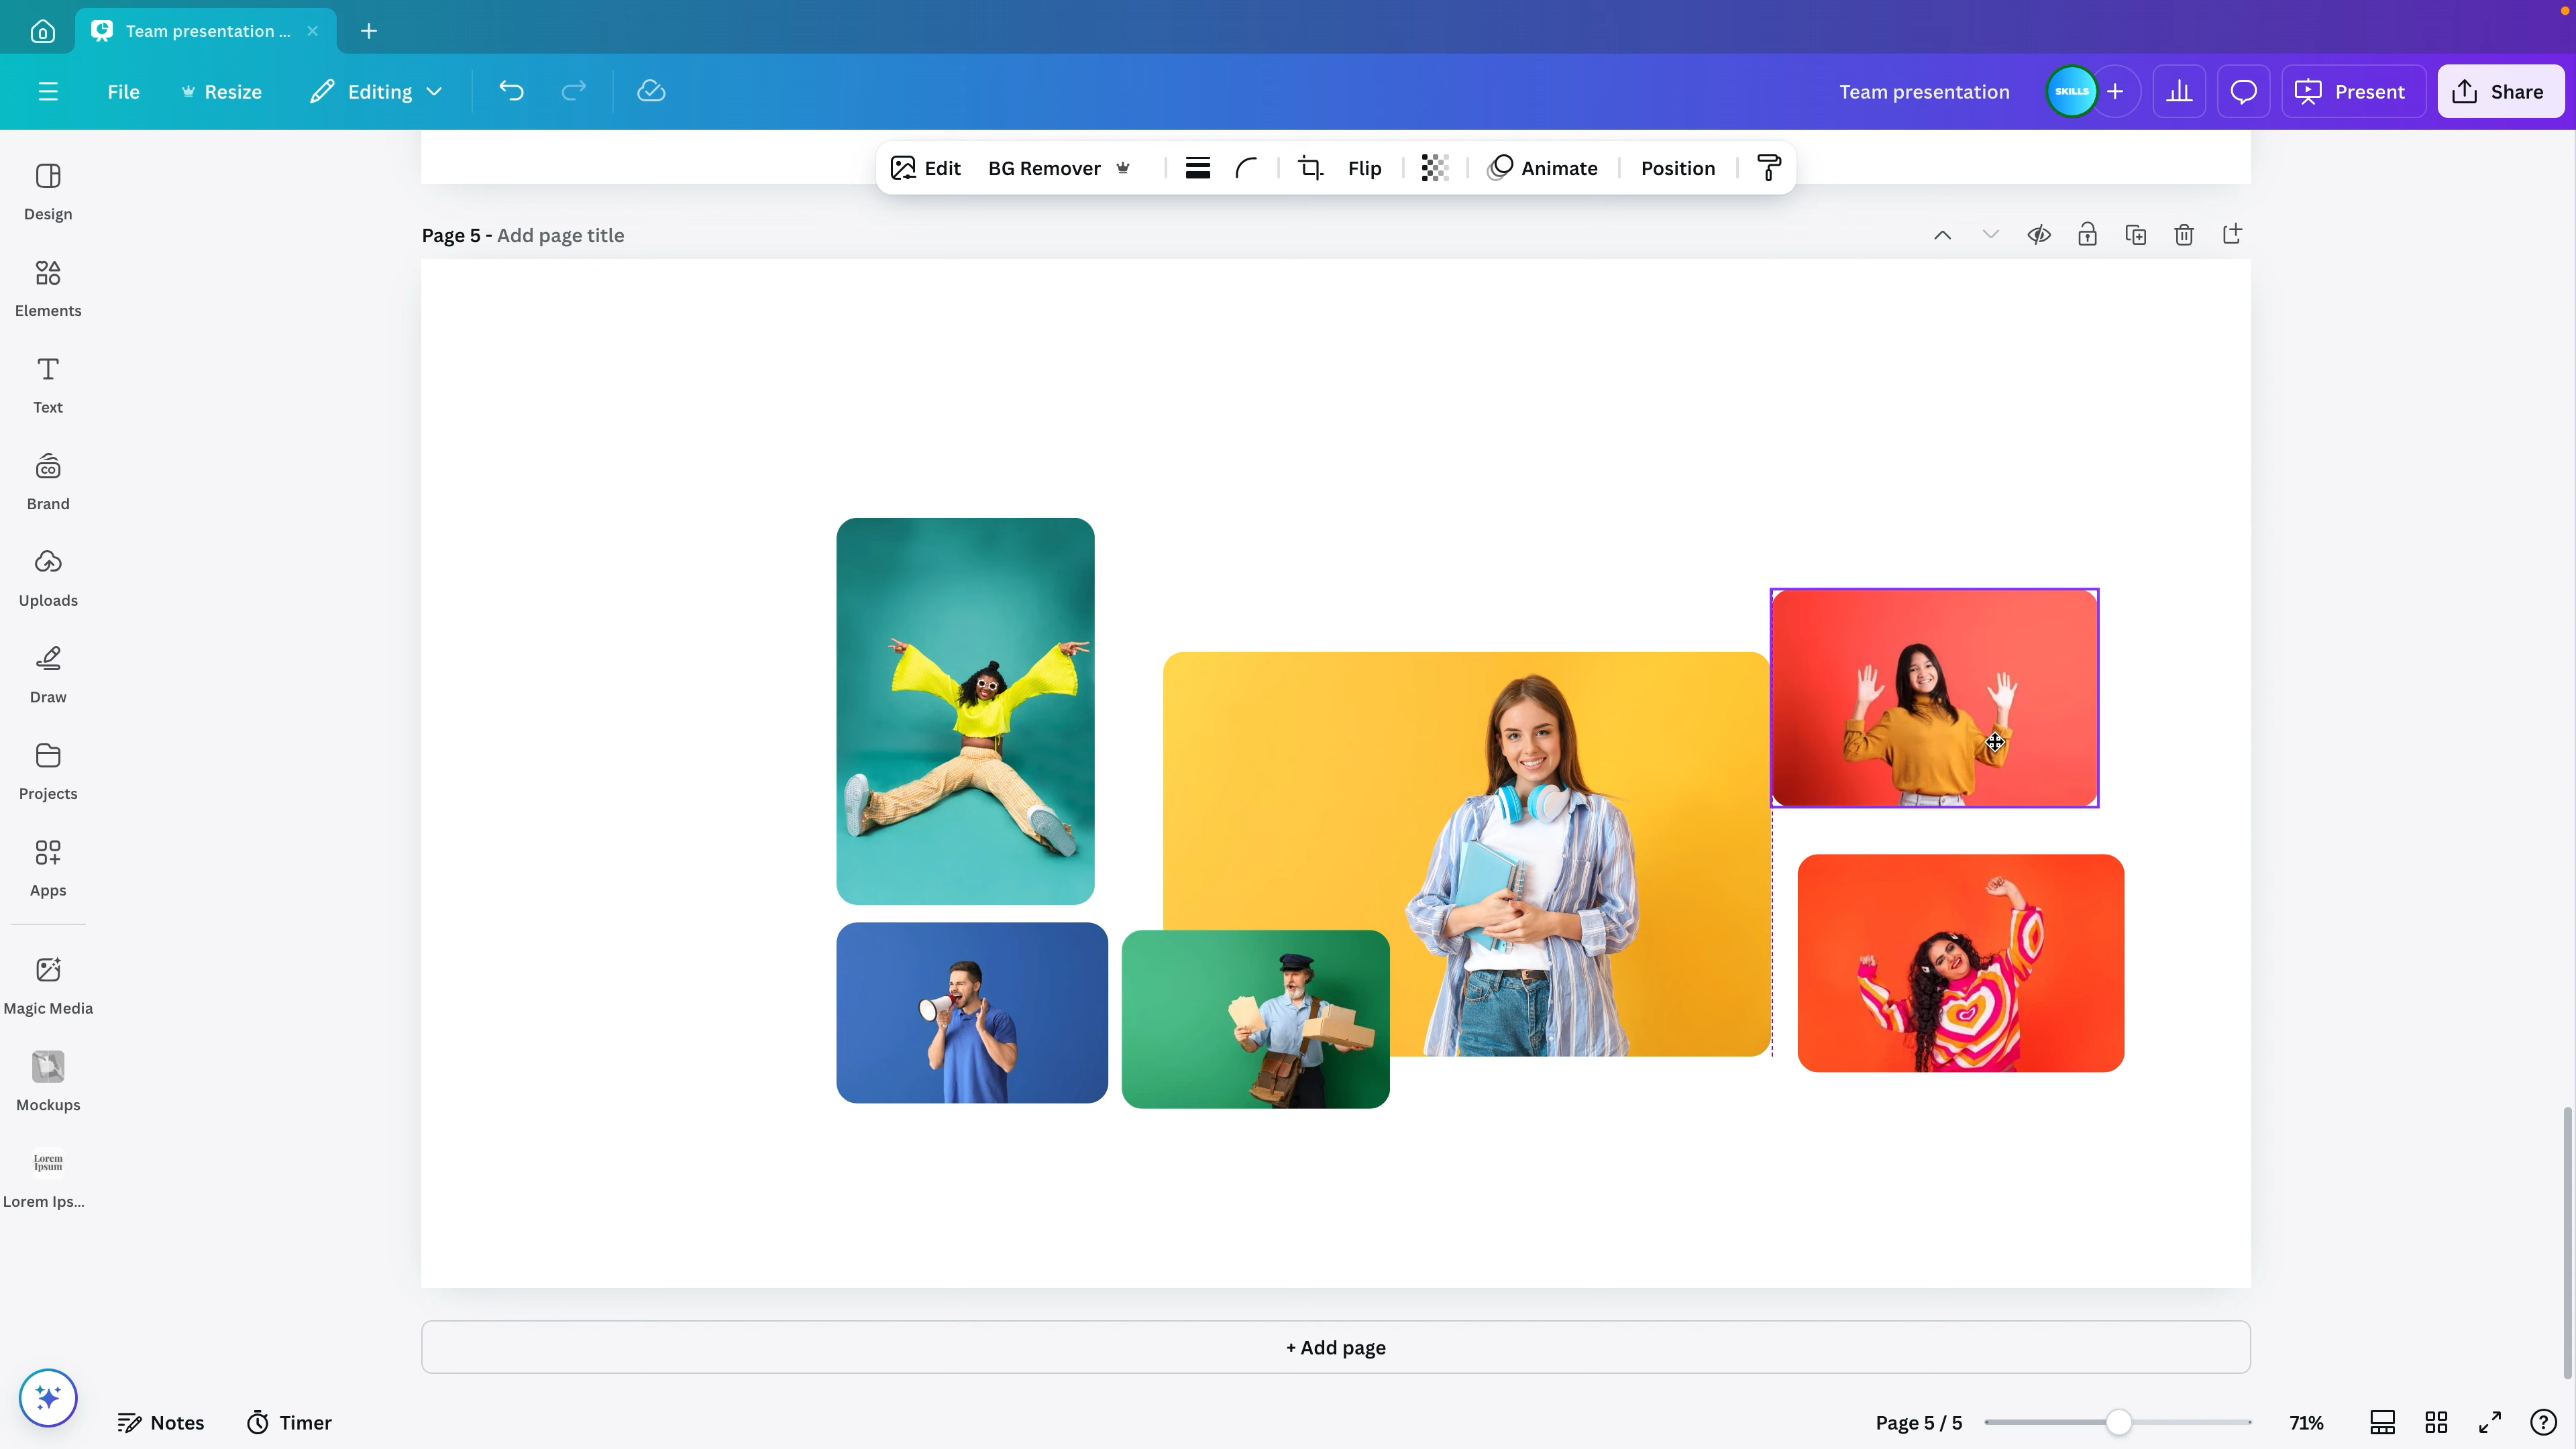 Team presentation ...
File
Resize
Editing
Team presentation
SKILLS
Present
Share
Edit
BG Remover
Flip
Animate
Position
Design
Elements
Text
CO
Brand
Uploads
Draw
Projects
Apps
Magic Media
Mockups
Lorem
Ipsum
Lorem Ips...
Page 5 - Add page title
+ Add page
Notes
Timer
Page 5 / 5
71%